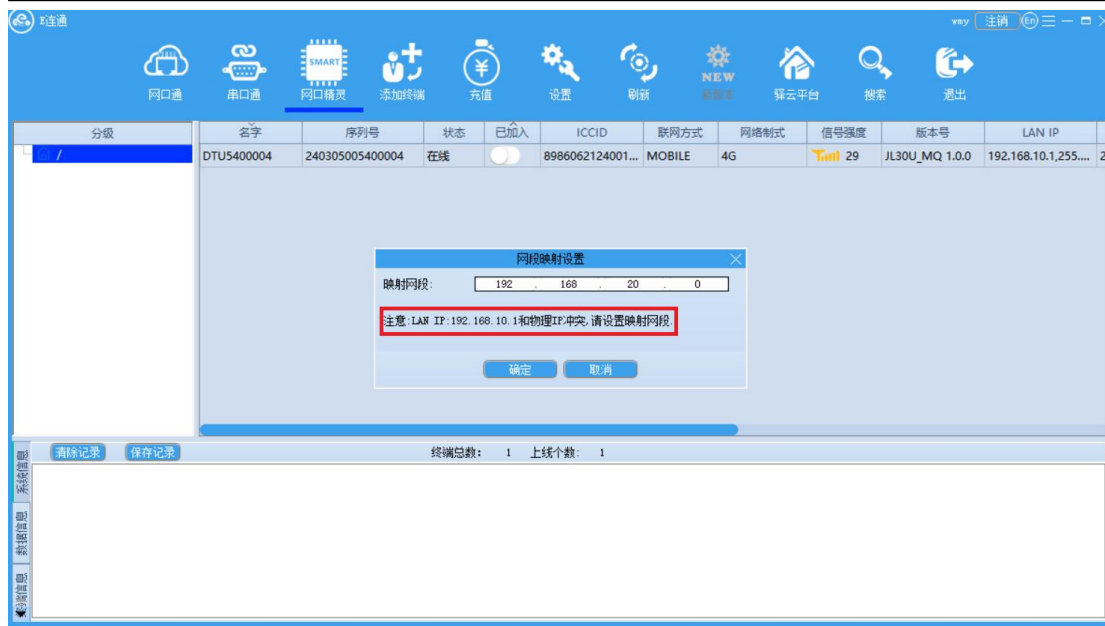 E连通
wmy 注销 En
SMART
NEW
网口通 串口通 网口精灵 添加终端 充值 设置 刷新 驿云平台 搜索 退出
分级 名字 序列号 状态 已加入 ICCID 联网方式 网络制式 信号强度 版本号 LAN IP
/ DTU5400004 240305005400004 在线 8986062124001... MOBILE 4G 29 JL30U_MQ 1.0.0 192.168.10.1,255.... 2
网段映射设置
映射网段: 192 . 168 . 20 . 0
注意:LAN IP:192.168.10.1和物理IP冲突,请设置映射网段.
确定 取消
清除记录 保存记录 终端总数: 1 上线个数: 1
系统信息
数据信息